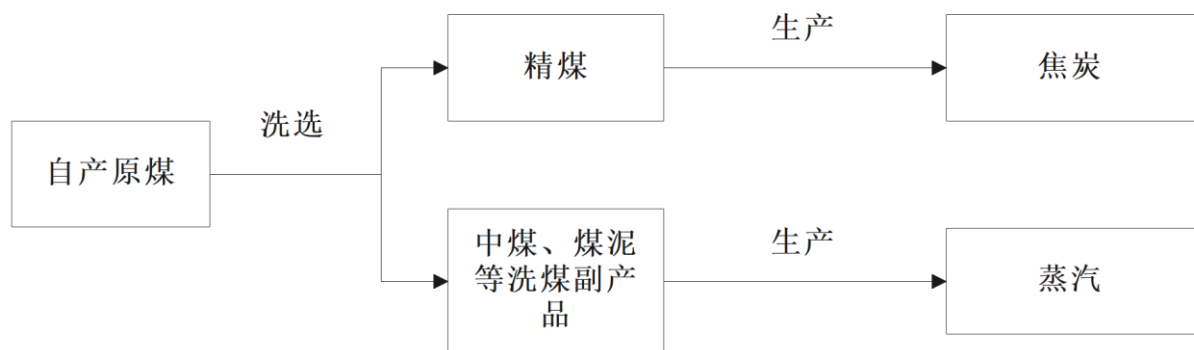 生产
精煤
焦炭
洗选
自产原煤
中煤、煤泥
等洗煤副产
品
生产
蒸汽